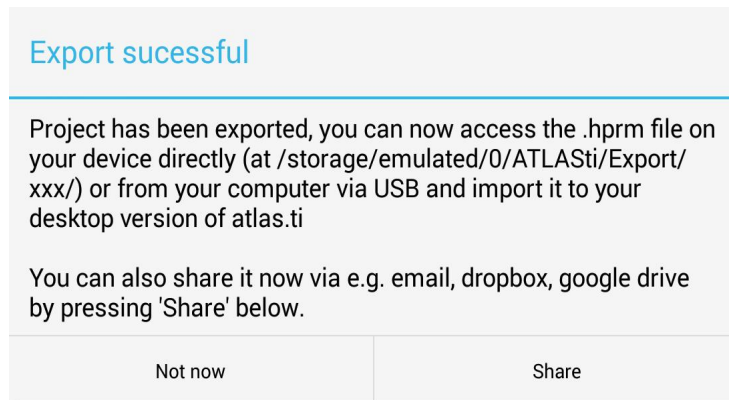 Export sucessful
Project has been exported, you can now access the .hprm file on
your device directly (at /storage/emulated/0/ATLASti/Export/
xxx/) or from your computer via USB and import it to your
desktop version of atlas.ti
You can also share it now via e.g. email, dropbox, google drive
by pressing 'Share' below.
Not now
Share